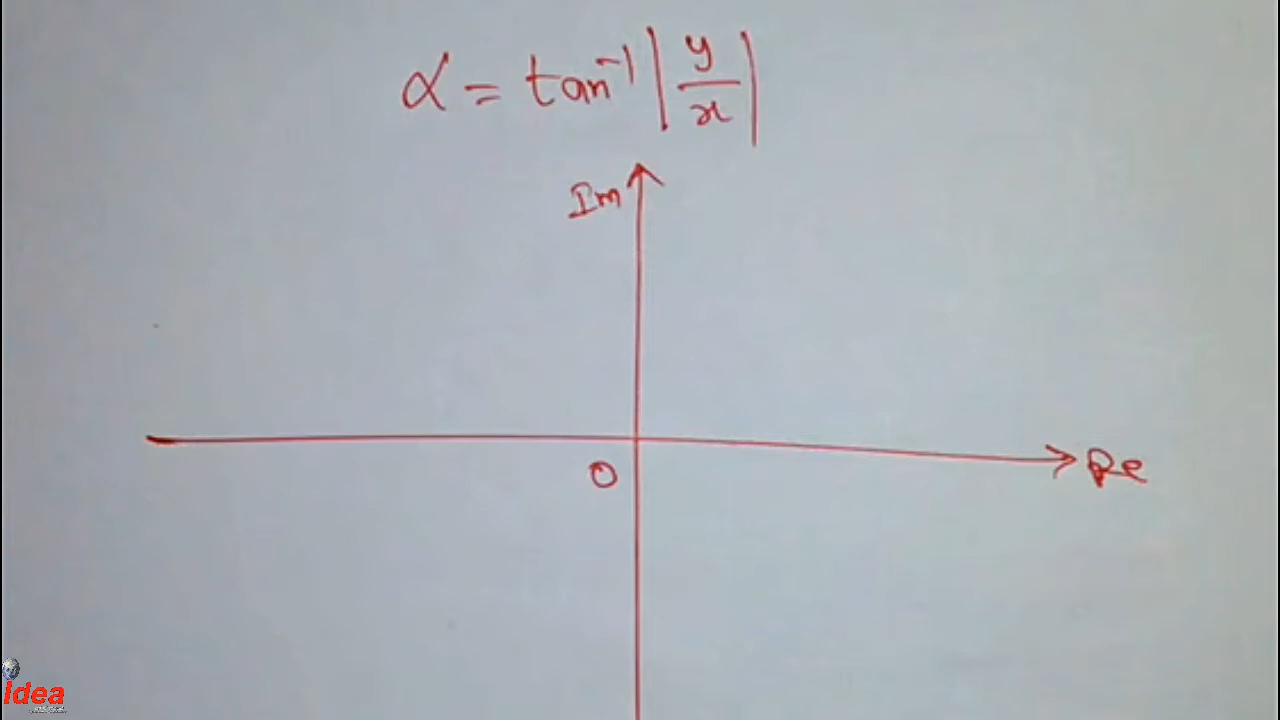 α = tan⁻¹ |y/x|
Im
O
Re
Idea